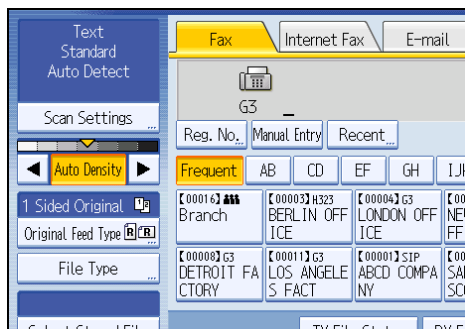 Text
Standard
Auto Detect
Scan Settings
Auto Density
1 Sided Original
Original Feed Type
File Type
Fax
Internet Fax
E-mail
G3 _
Reg. No.
Manual Entry
Recent
Frequent
AB
CD
EF
GH
【00016】
Branch
【00003】H323
BERLIN OFF
ICE
【00004】G3
LONDON OFF
ICE
【00008】G3
DETROIT FA
CTORY
【00011】G3
LOS ANGELE
S FACT
【00001】SIP
ABCD COMPA
NY